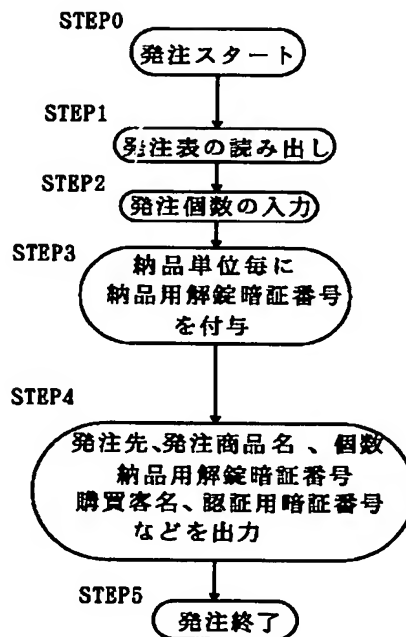 STEP0
発注スタート
STEP1
発注表の読み出し
STEP2
発注個数の入力
STEP3
納品単位毎に
納品用解錠暗証番号
を付与
STEP4
発注先、発注商品名、個数
納品用解錠暗証番号
購買客名、認証用暗証番号
などを出力
STEP5
発注終了